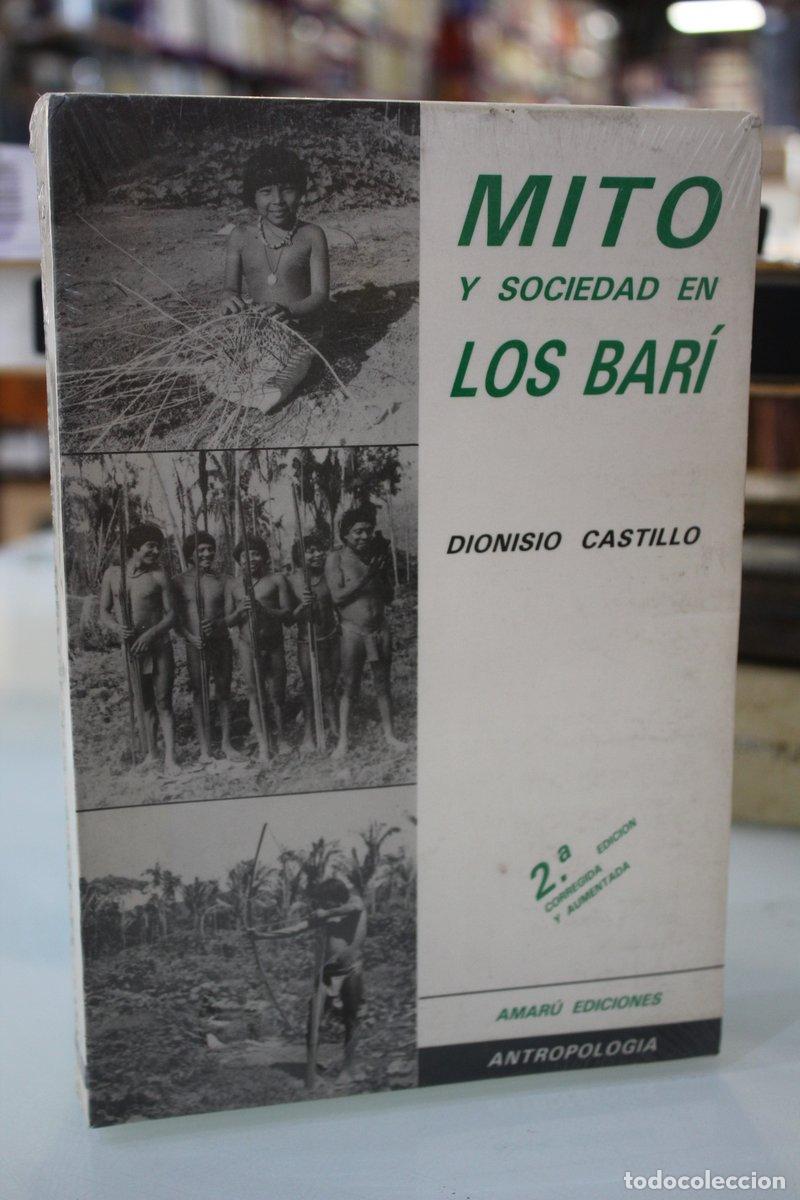 MITO
Y SOCIEDAD EN
LOS BARÍ
DIONISIO CASTILLO
2.ª EDICION
CORREGIDA
Y AUMENTADA
AMARÚ EDICIONES
ANTROPOLOGIA
todocoleccion